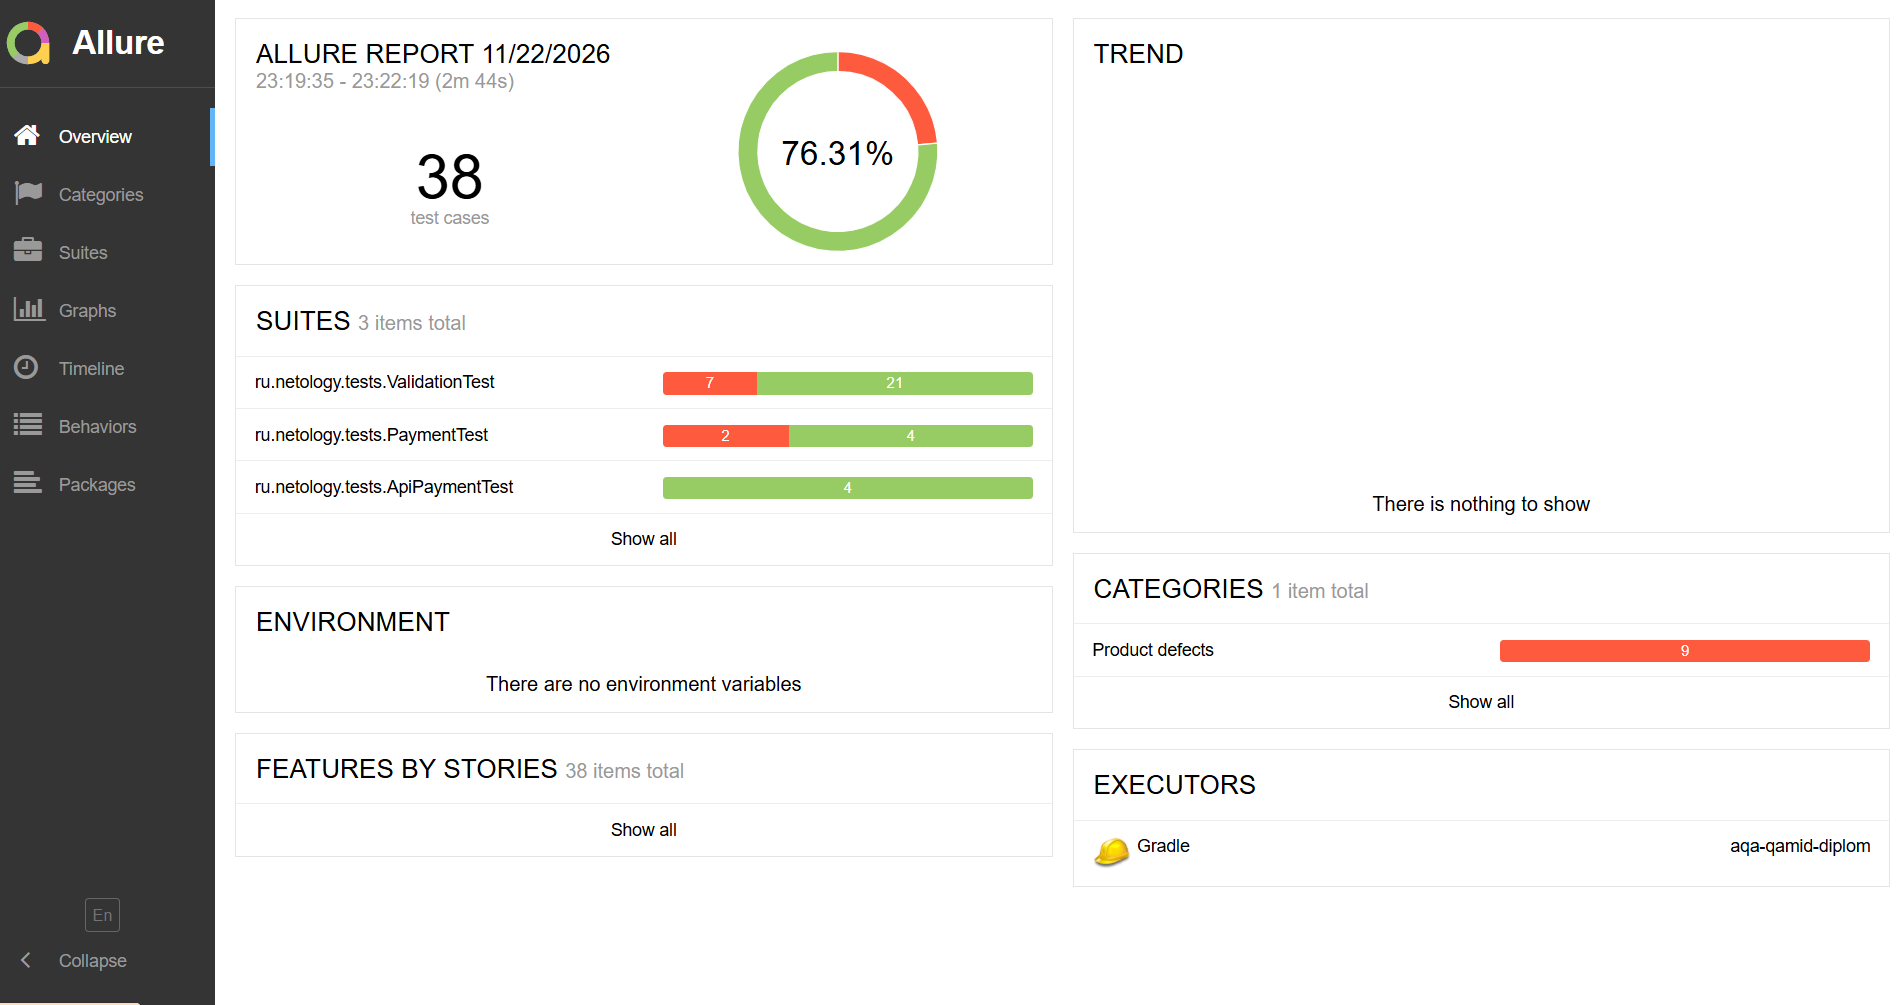 Allure
Overview
Categories
Suites
Graphs
Timeline
Behaviors
Packages
En
Collapse
ALLURE REPORT 11/22/2026
23:19:35 - 23:22:19 (2m 44s)
38
test cases
76.31%
SUITES 3 items total
ru.netology.tests.ValidationTest 7 21
ru.netology.tests.PaymentTest 2 4
ru.netology.tests.ApiPaymentTest 4
Show all
ENVIRONMENT
There are no environment variables
FEATURES BY STORIES 38 items total
Show all
TREND
There is nothing to show
CATEGORIES 1 item total
Product defects 9
Show all
EXECUTORS
Gradle aqa-qamid-diplom